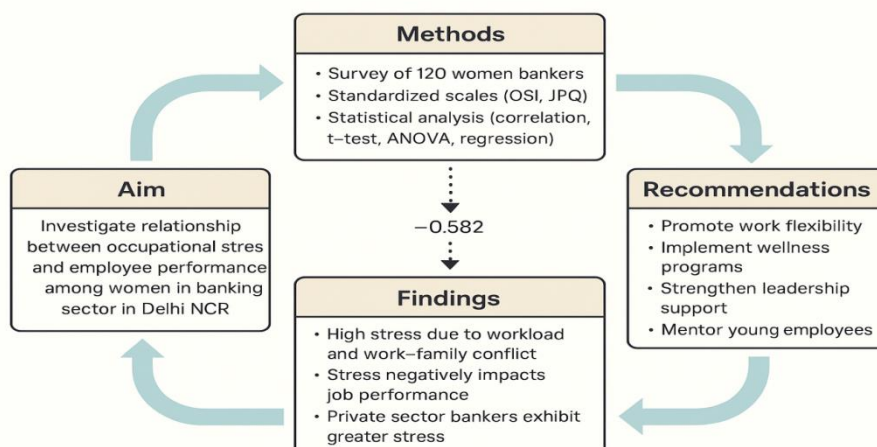 Methods
• Survey of 120 women bankers
• Standardized scales (OSI, JPQ)
• Statistical analysis (correlation,
t–test, ANOVA, regression)
Aim
Investigate relationship
between occupational stres
and employee performance
among women in banking
sector in Delhi NCR
−0.582
Recommendations
• Promote work flexibility
• Implement wellness
programs
• Strengthen leadership
support
• Mentor young employees
Findings
• High stress due to workload
and work–family conflict
• Stress negatively impacts
job performance
• Private sector bankers exhibit
greater stress